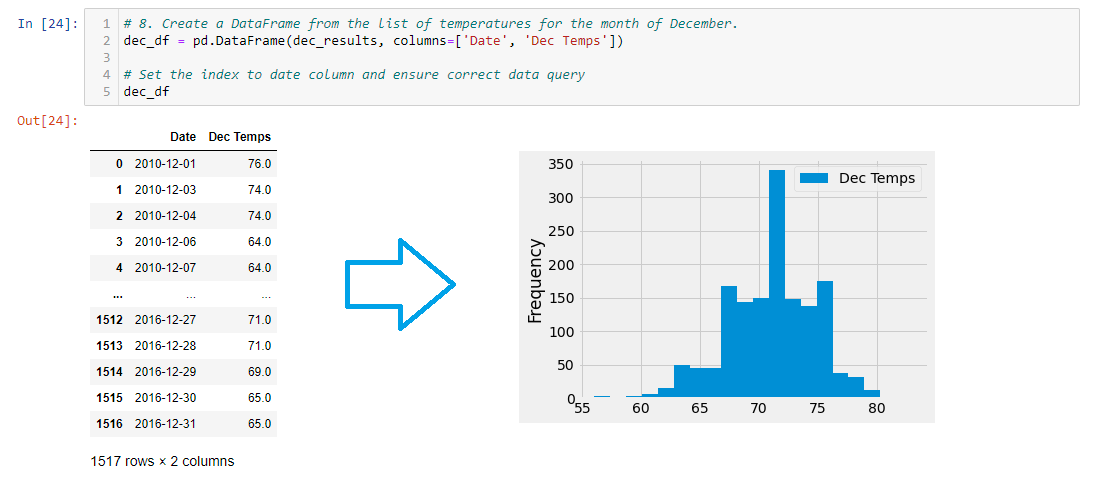 In [24]:
1 # 8. Create a DataFrame from the list of temperatures for the month of December.
2 dec_df = pd.DataFrame(dec_results, columns=['Date', 'Dec Temps'])
3
4 # Set the index to date column and ensure correct data query
5 dec_df
Out[24]:
Date Dec Temps
0 2010-12-01 76.0
1 2010-12-03 74.0
2 2010-12-04 74.0
3 2010-12-06 64.0
4 2010-12-07 64.0
... ... ...
1512 2016-12-27 71.0
1513 2016-12-28 71.0
1514 2016-12-29 69.0
1515 2016-12-30 65.0
1516 2016-12-31 65.0
1517 rows × 2 columns
Dec Temps
Frequency
350
300
250
200
150
100
50
0
55 60 65 70 75 80